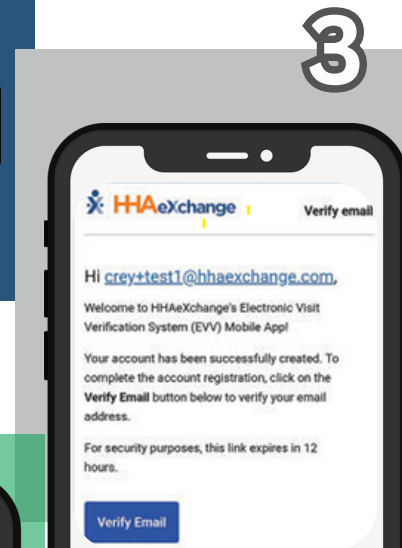 3
HHAeXchange
Verify email
Hi crey+test1@hhaexchange.com,
Welcome to HHAeXchange's Electronic Visit
Verification System (EVV) Mobile App!
Your account has been successfully created. To
complete the account registration, click on the
Verify Email button below to verify your email
address.
For security purposes, this link expires in 12
hours.
Verify Email